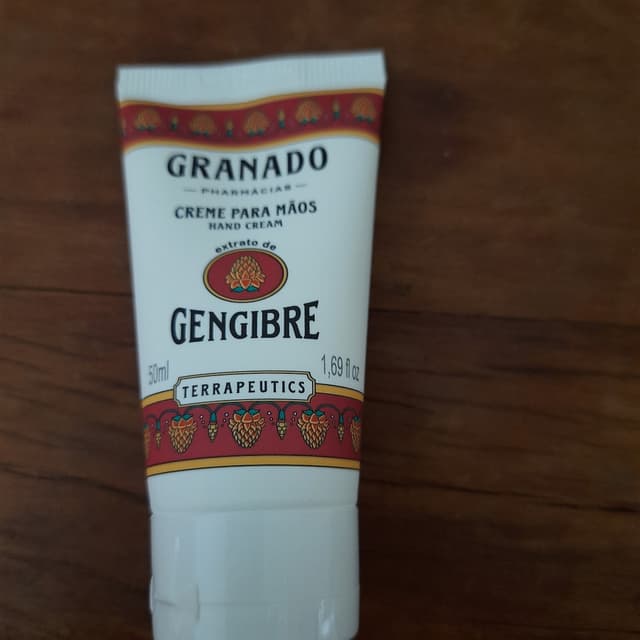 GRANADO
PHARMÁCIAS
CREME PARA MÃOS
HAND CREAM
extrato de
GENGIBRE
50ml 1,69 fl oz
TERRAPEUTICS